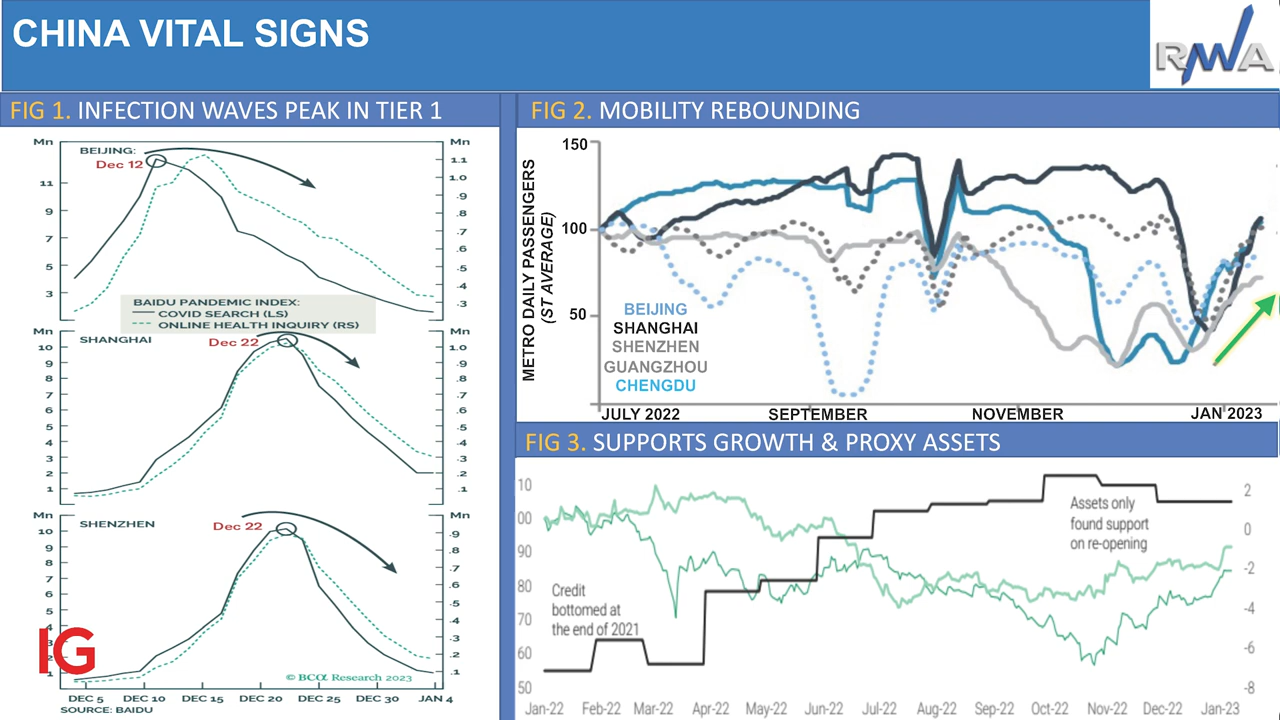 CHINA VITAL SIGNS
RWA
FIG 1. INFECTION WAVES PEAK IN TIER 1
Mn
Mn
BEIJING:
Dec 12
11
9
7
5
3
1.1
1.0
.9
.8
.7
.6
.5
.4
.3
BAIDU PANDEMIC INDEX:
COVID SEARCH (LS)
ONLINE HEALTH INQUIRY (RS)
Mn
Mn
SHANGHAI
Dec 22
10
9
8
7
6
5
4
3
2
1.0
.9
.8
.7
.6
.5
.4
.3
.2
.1
Mn
Mn
SHENZHEN
Dec 22
10
9
8
7
6
5
4
1
.9
.8
.7
.6
.5
.4
.3
.2
.1
IG
© BCA Research 2023
DEC 5
DEC 10
DEC 15
DEC 20
DEC 25
DEC 30
JAN 4
SOURCE: BAIDU
FIG 2. MOBILITY REBOUNDING
METRO DAILY PASSENGERS
(ST AVERAGE)
150
100
50
BEIJING
SHANGHAI
SHENZHEN
GUANGZHOU
CHENGDU
JULY 2022
SEPTEMBER
NOVEMBER
JAN 2023
FIG 3. SUPPORTS GROWTH & PROXY ASSETS
10
00
90
80
70
60
50
2
0
-2
-4
-6
-8
Credit
bottomed at
the end of 2021
Assets only
found support
on re-opening
Jan-22
Feb-22
Mar-22
Apr-22
May-22
Jun-22
Jul-22
Aug-22
Sep-22
Oct-22
Nov-22
Dec-22
Jan-23